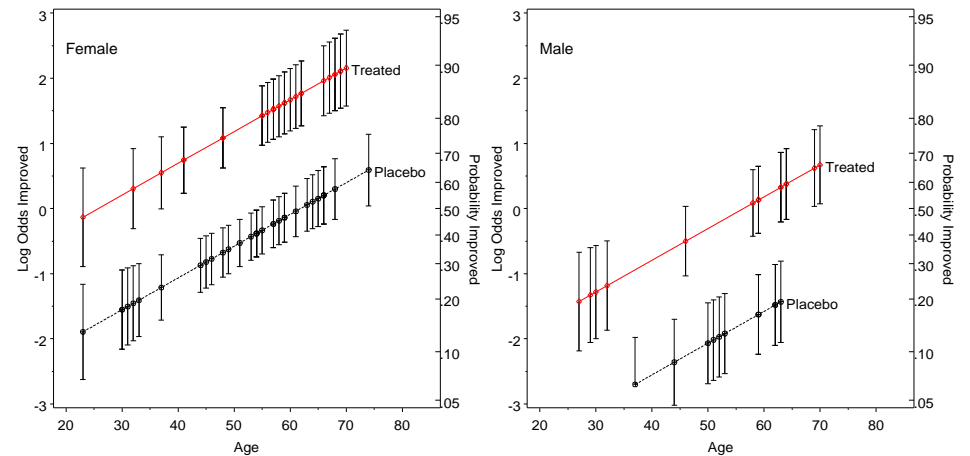 Female
Log Odds Improved
3
2
1
0
-1
-2
-3
20 30 40 50 60 70 80
Age
Treated
Placebo
.95
.90
.80
.70
.60
.50
.40
.30
.20
.10
.05
Probability Improved
Male
Log Odds Improved
3
2
1
0
-1
-2
-3
20 30 40 50 60 70 80
Age
Treated
Placebo
.95
.90
.80
.70
.60
.50
.40
.30
.20
.10
.05
Probability Improved